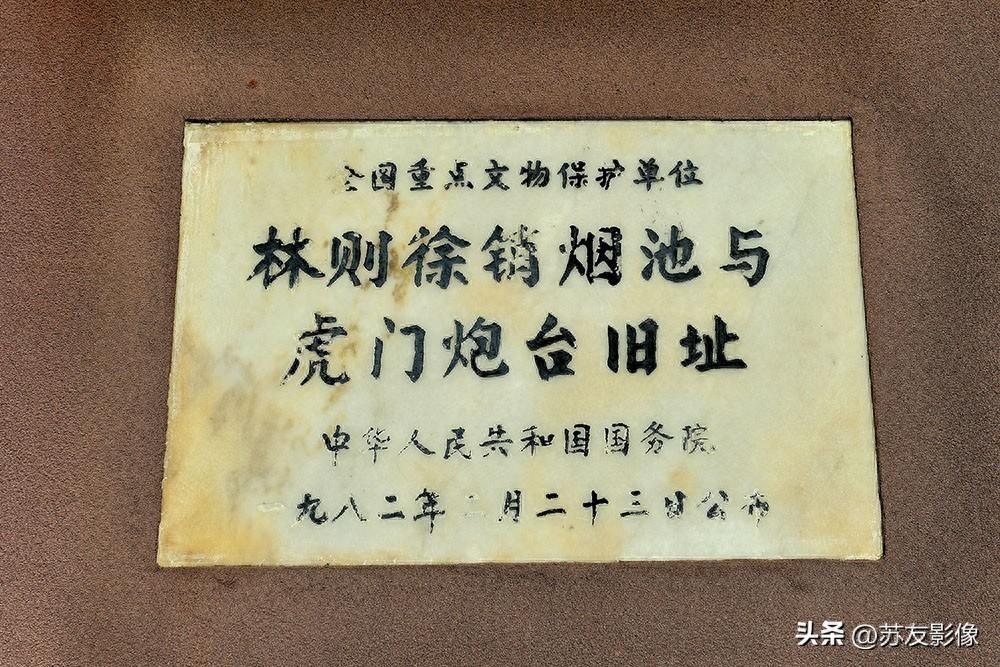 全国重点文物保护单位
林则徐销烟池与
虎门炮台旧址
中华人民共和国国务院
一九八二年二月二十三日公布
头条 @苏友影像